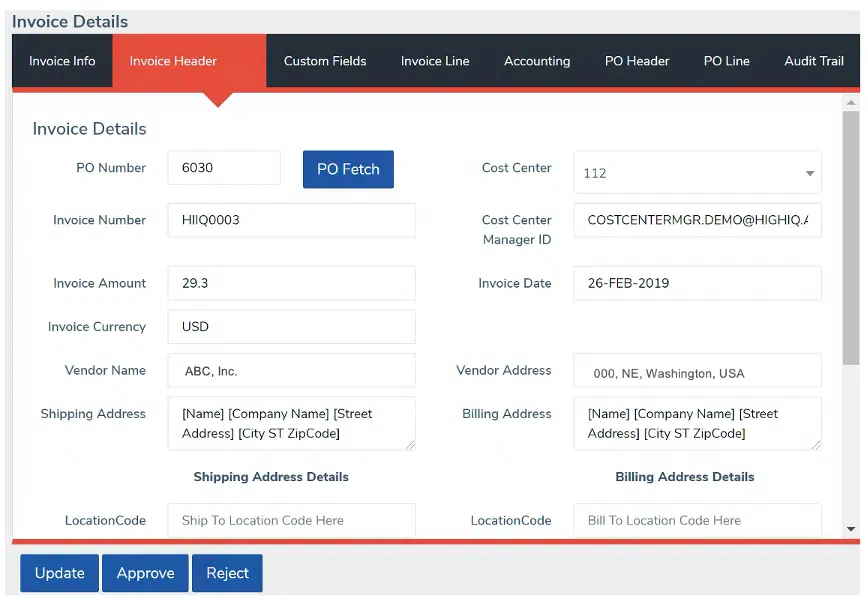 Invoice Details
Invoice Info Invoice Header Custom Fields Invoice Line Accounting PO Header PO Line Audit Trail
Invoice Details
PO Number 6030 PO Fetch Cost Center 112
Invoice Number HIIQ0003 Cost Center Manager ID COSTCENTERMGR.DEMO@HIGHIQ.A
Invoice Amount 29.3 Invoice Date 26-FEB-2019
Invoice Currency USD
Vendor Name ABC, Inc. Vendor Address 000, NE, Washington, USA
Shipping Address [Name] [Company Name] [Street
Address] [City ST ZipCode]
Billing Address [Name] [Company Name] [Street
Address] [City ST ZipCode]
Shipping Address Details Billing Address Details
LocationCode Ship To Location Code Here LocationCode Bill To Location Code Here
Update Approve Reject